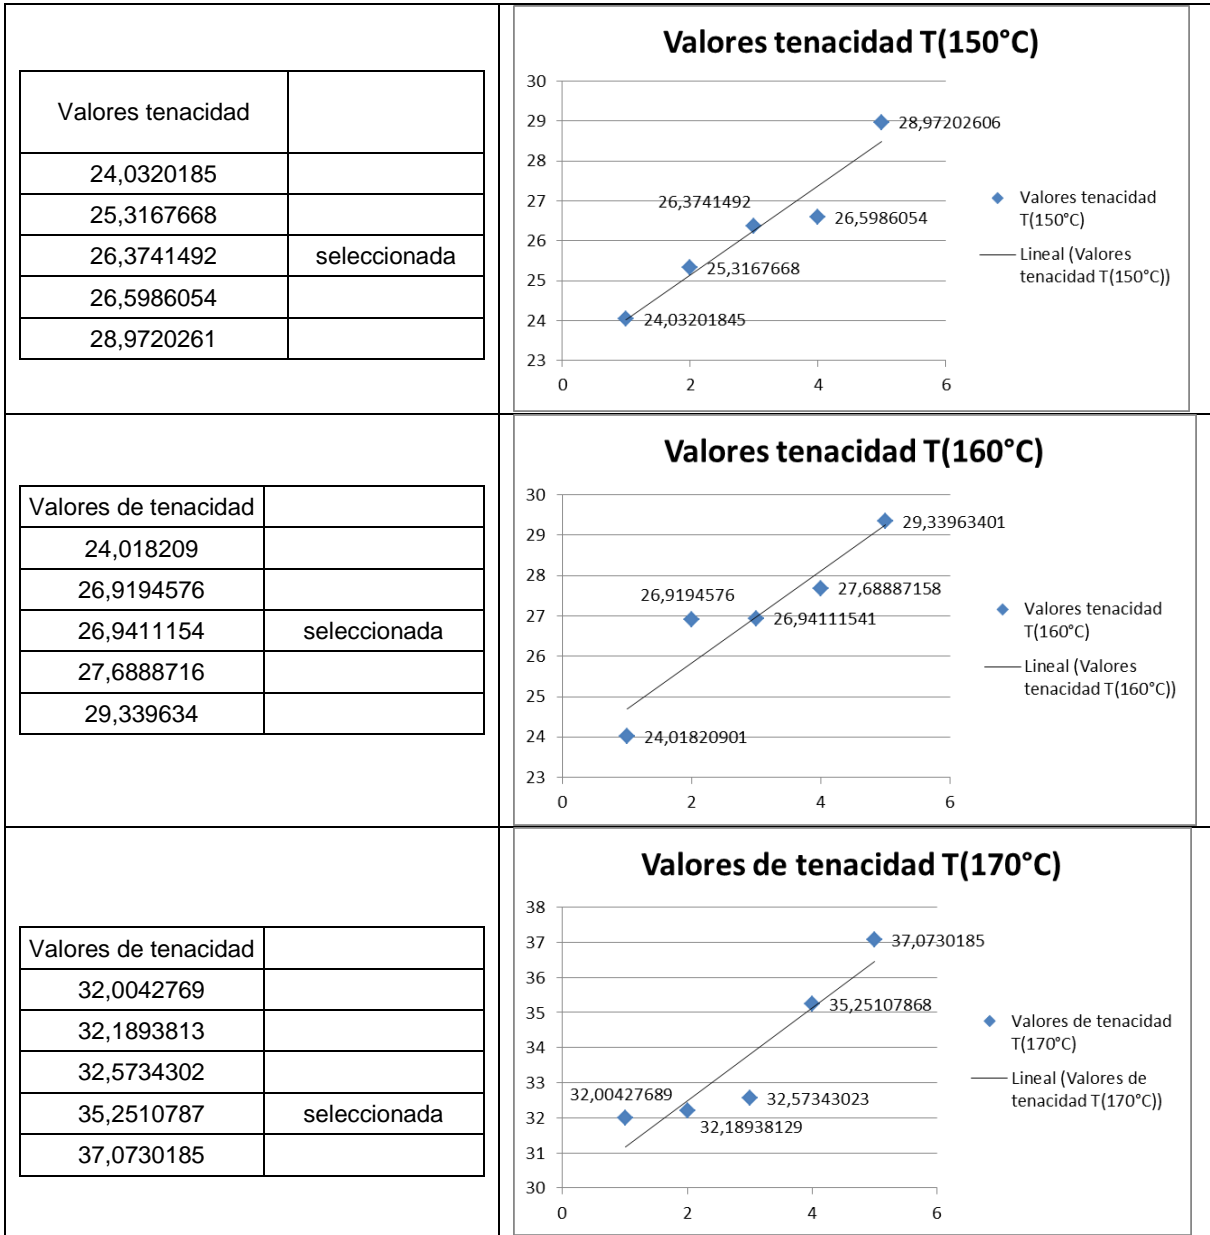 Valores tenacidad
24,0320185
25,3167668
26,3741492 seleccionada
26,5986054
28,9720261
Valores tenacidad T(150°C)
30
29
28
27
26
25
24
23
0 2 4 6
28,97202606
26,3741492
26,5986054
25,3167668
24,03201845
Valores tenacidad
T(150°C)
Lineal (Valores
tenacidad T(150°C))
Valores de tenacidad
24,018209
26,9194576
26,9411154 seleccionada
27,6888716
29,339634
Valores tenacidad T(160°C)
30
29
28
27
26
25
24
23
0 2 4 6
29,33963401
27,68887158
26,9194576
26,94111541
24,01820901
Valores tenacidad
T(160°C)
Lineal (Valores
tenacidad T(160°C))
Valores de tenacidad
32,0042769
32,1893813
32,5734302
35,2510787 seleccionada
37,0730185
Valores de tenacidad T(170°C)
38
37
36
35
34
33
32
31
30
0 2 4 6
37,0730185
35,25107868
32,00427689
32,57343023
32,18938129
Valores de tenacidad
T(170°C)
Lineal (Valores de
tenacidad T(170°C))